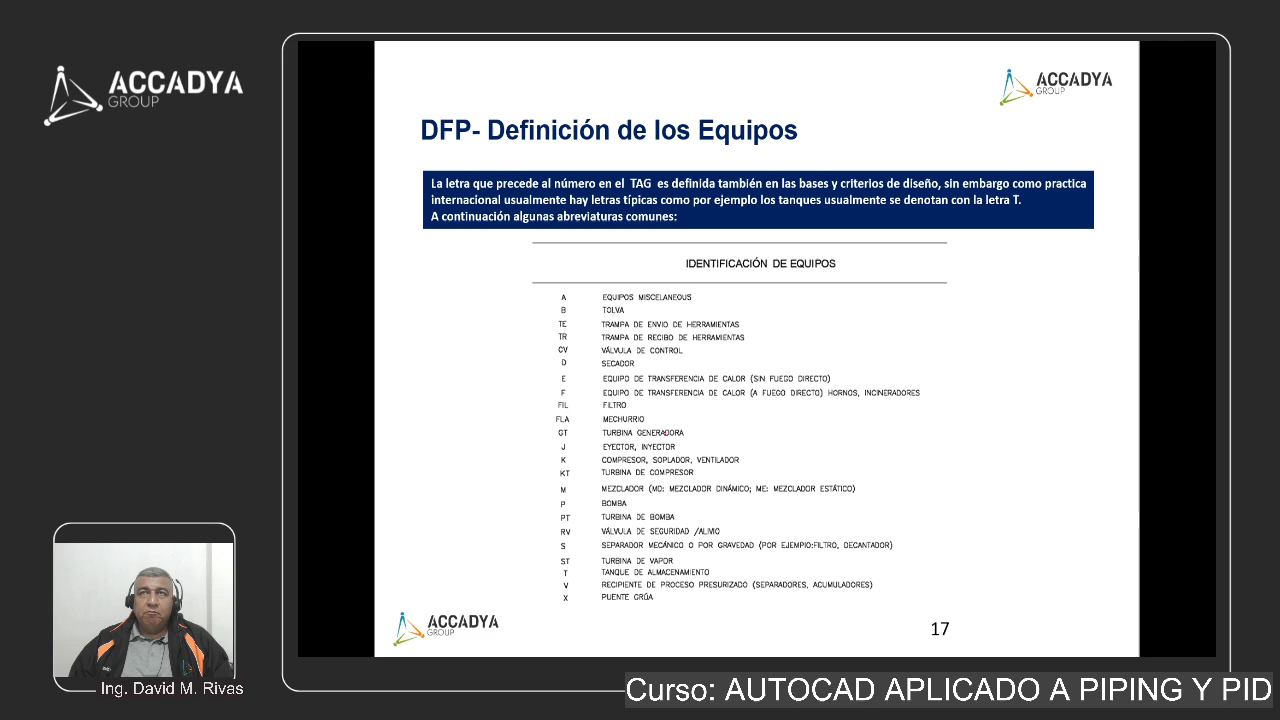 ACCADYA
GROUP
ACCADYA
GROUP
DFP- Definición de los Equipos
La letra que precede al número en el TAG es definida también en las bases y criterios de diseño, sin embargo como practica
internacional usualmente hay letras típicas como por ejemplo los tanques usualmente se denotan con la letra T.
A continuación algunas abreviaturas comunes:
IDENTIFICACIÓN DE EQUIPOS
A EQUIPOS MISCELANEOUS
B TOLVA
TE TRAMPA DE ENVIO DE HERRAMIENTAS
TR TRAMPA DE RECIBO DE HERRAMIENTAS
CV VÁLVULA DE CONTROL
D SECADOR
E EQUIPO DE TRANSFERENCIA DE CALOR (SIN FUEGO DIRECTO)
F EQUIPO DE TRANSFERENCIA DE CALOR (A FUEGO DIRECTO) HORNOS, INCINERADORES
FIL FILTRO
FLA MECHURRIO
GT TURBINA GENERADORA
J EYECTOR, INYECTOR
K COMPRESOR, SOPLADOR, VENTILADOR
KT TURBINA DE COMPRESOR
M MEZCLADOR (MD: MEZCLADOR DINÁMICO; ME: MEZCLADOR ESTÁTICO)
P BOMBA
PT TURBINA DE BOMBA
RV VÁLVULA DE SEGURIDAD /ALIVIO
S SEPARADOR MECÁNICO O POR GRAVEDAD (POR EJEMPLO:FILTRO, DECANTADOR)
ST TURBINA DE VAPOR
T TANQUE DE ALMACENAMIENTO
V RECIPIENTE DE PROCESO PRESURIZADO (SEPARADORES, ACUMULADORES)
X PUENTE GRÚA
ACCADYA
GROUP
17
Ing. David M. Rivas
Curso: AUTOCAD APLICADO A PIPING Y PID